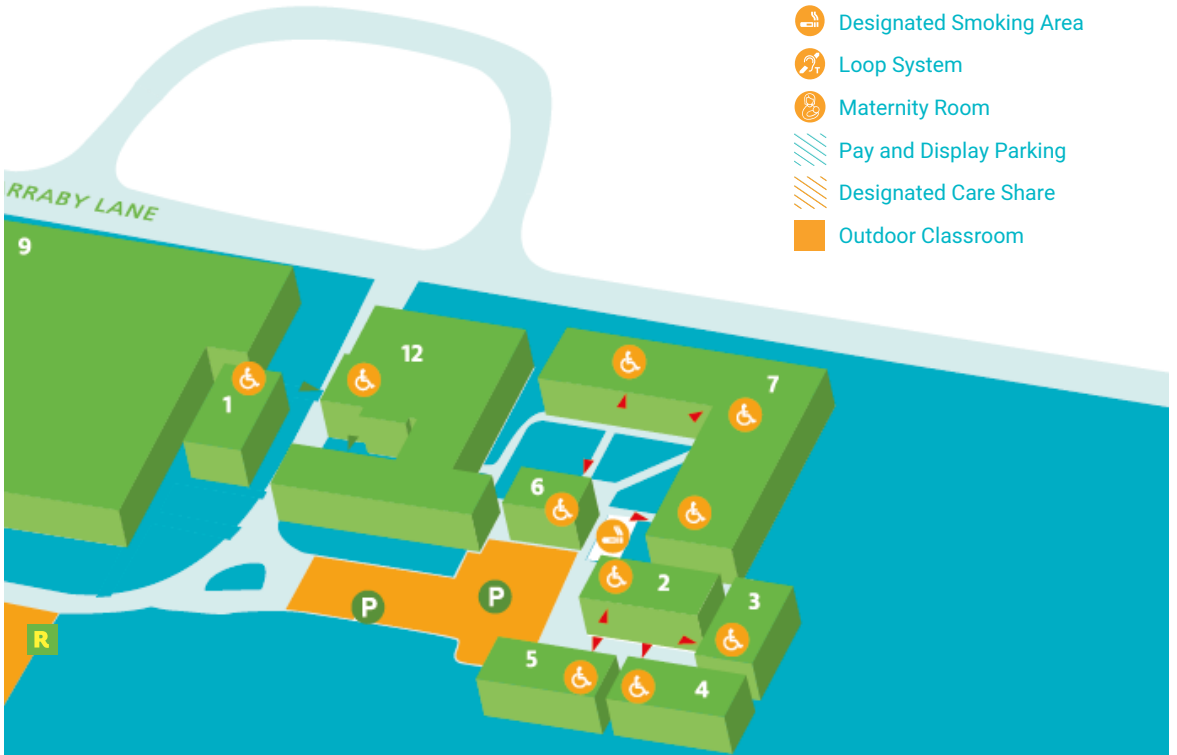 Designated Smoking Area
Loop System
T
Maternity Room
Pay and Display Parking
Designated Care Share
Outdoor Classroom
RRABY LANE
9
12
7
1
6
2
3
P
P
R
5
4